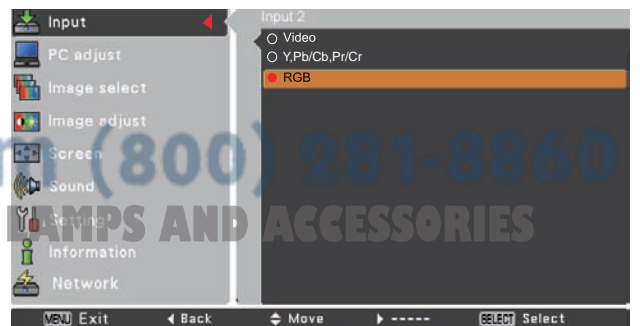 Input
Input 2
Video
Y,Pb/Cb,Pr/Cr
RGB
PC adjust
Image select
Image adjust
Screen
Sound
Setting
Information
Network
m (800) 281-8860
LAMPS AND ACCESSORIES
MENU Exit ◀ Back Move ▶ ----- SELECT Select